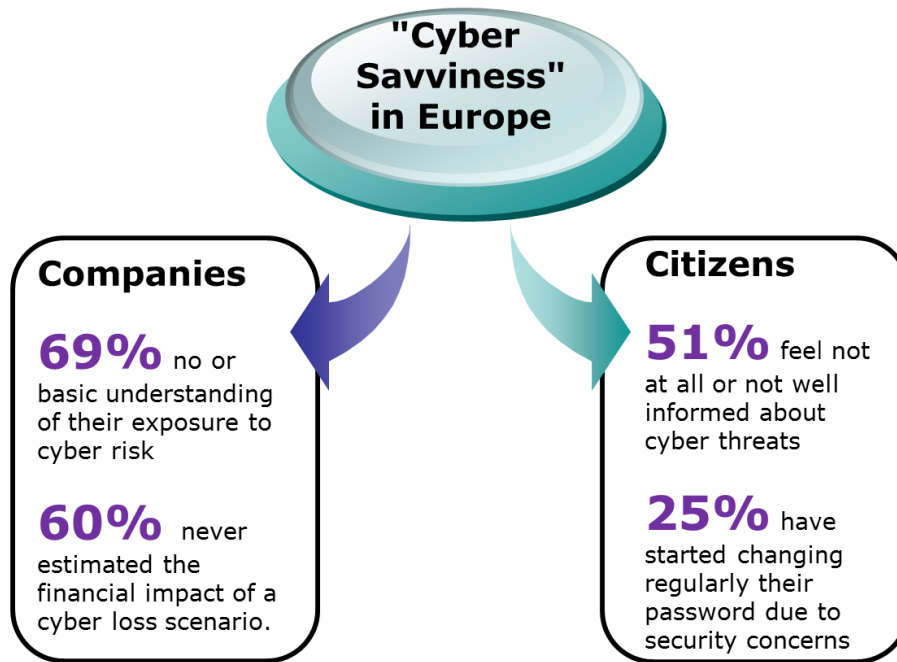 "Cyber
Savviness"
in Europe
Companies
69% no or
basic understanding
of their exposure to
cyber risk
60% never
estimated the
financial impact of a
cyber loss scenario.
Citizens
51% feel not
at all or not well
informed about
cyber threats
25% have
started changing
regularly their
password due to
security concerns